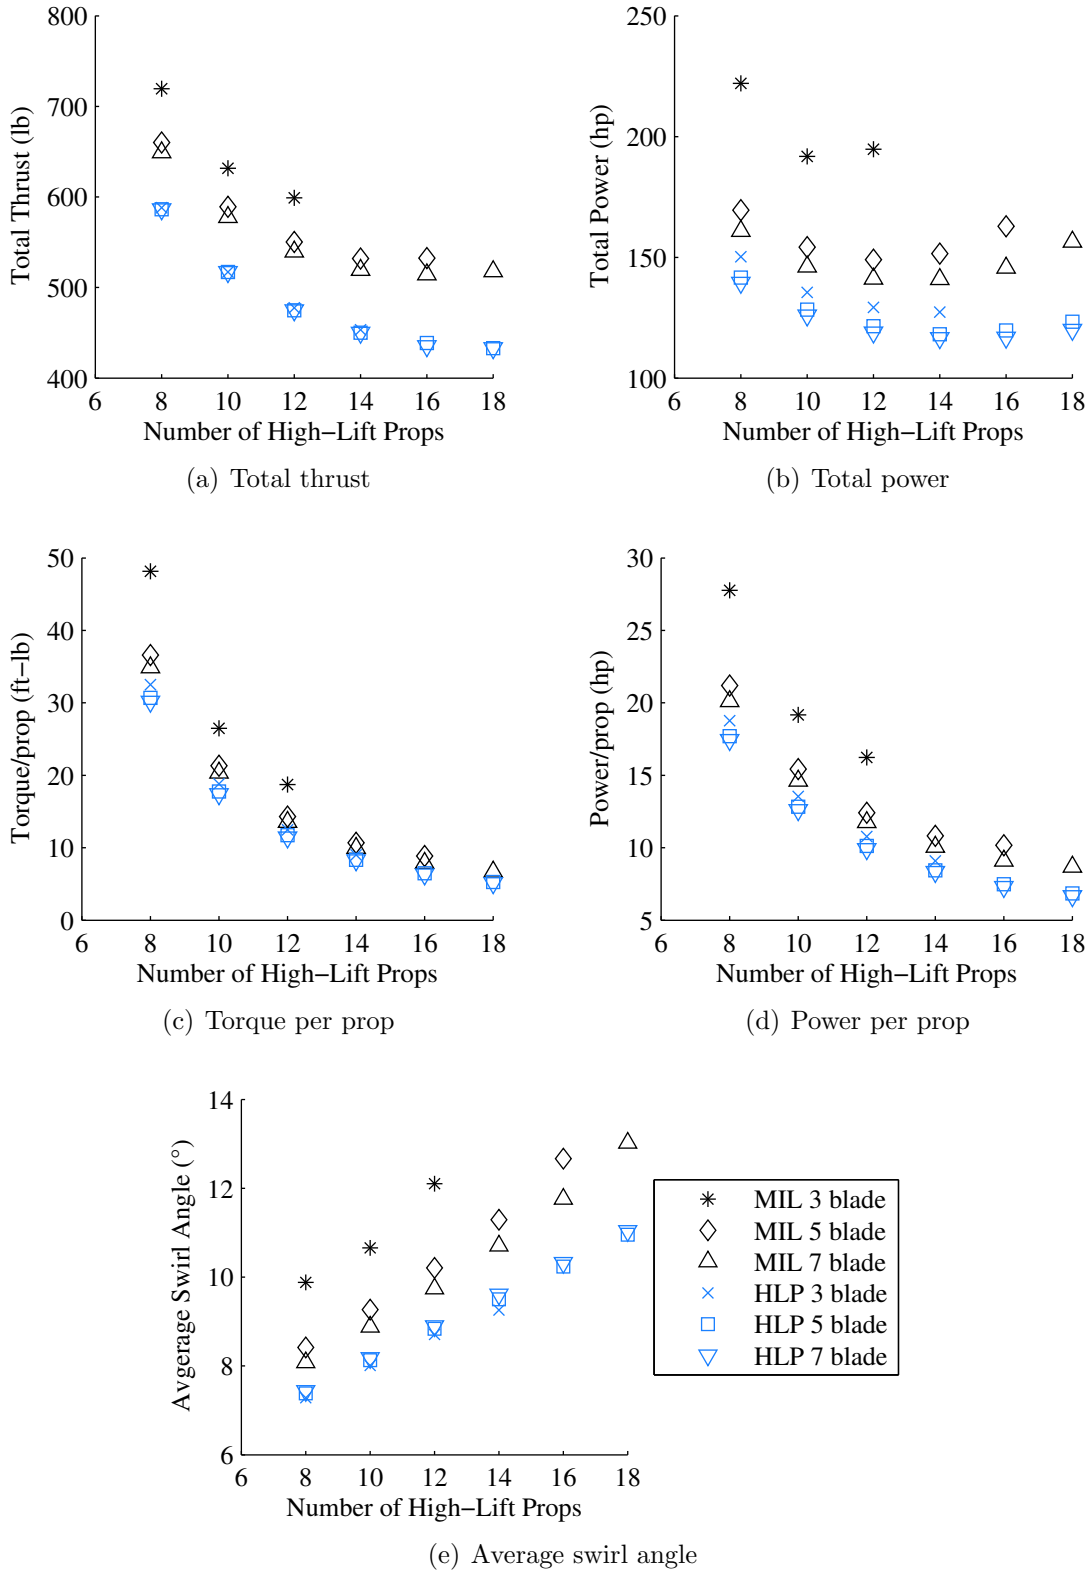 800
700
600
500
400
Total Thrust (lb)
6 8 10 12 14 16 18
Number of High−Lift Props
(a) Total thrust
250
200
150
100
Total Power (hp)
6 8 10 12 14 16 18
Number of High−Lift Props
(b) Total power
50
40
30
20
10
0
Torque/prop (ft−lb)
6 8 10 12 14 16 18
Number of High−Lift Props
(c) Torque per prop
30
25
20
15
10
5
Power/prop (hp)
6 8 10 12 14 16 18
Number of High−Lift Props
(d) Power per prop
14
12
10
8
6
Avgerage Swirl Angle (°)
6 8 10 12 14 16 18
Number of High−Lift Props
MIL 3 blade
MIL 5 blade
MIL 7 blade
HLP 3 blade
HLP 5 blade
HLP 7 blade
(e) Average swirl angle